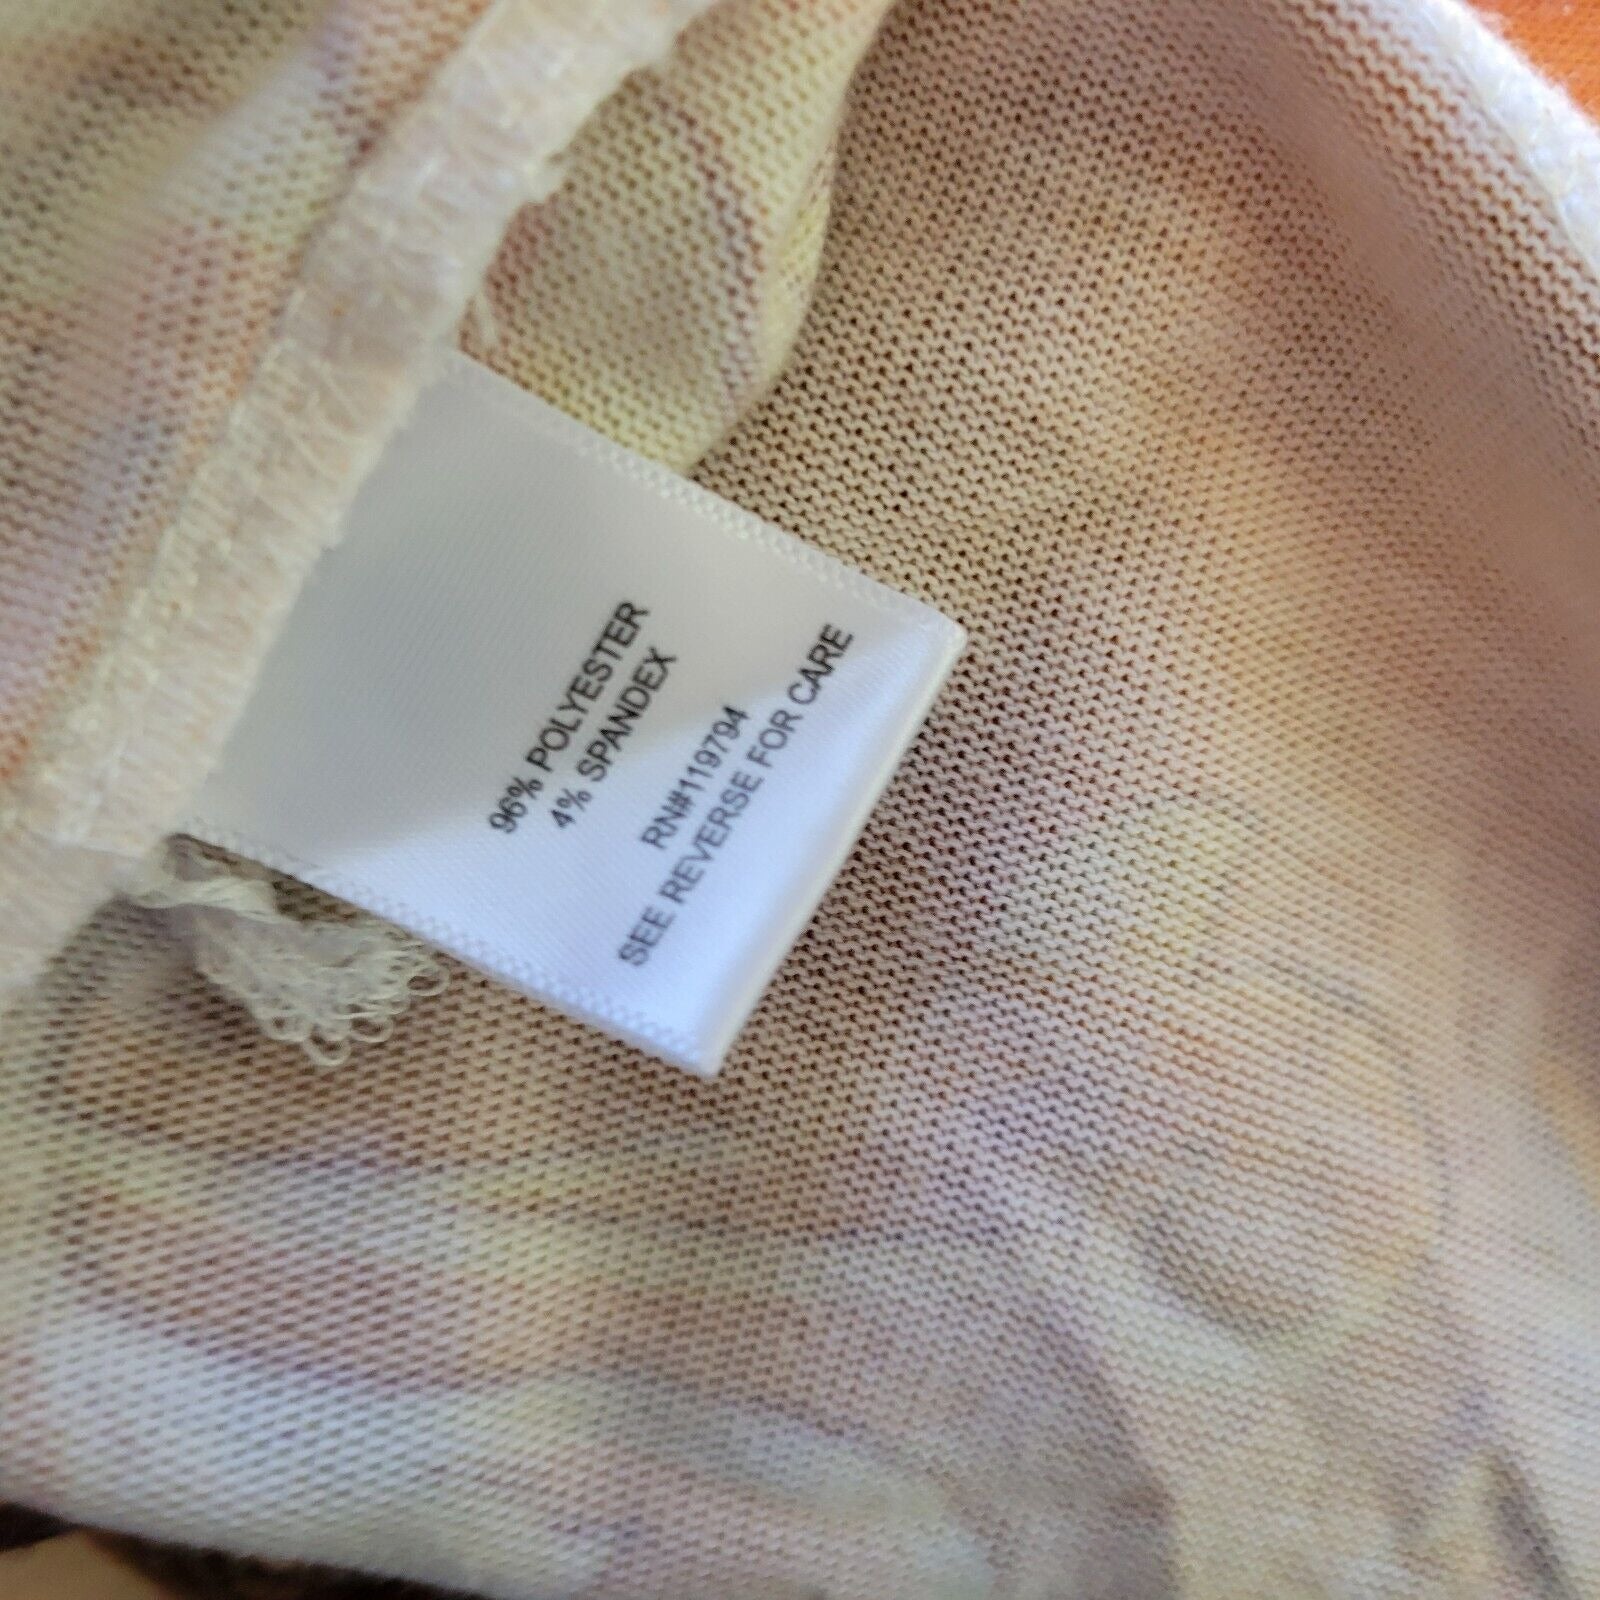 96% POLYESTER
4% SPANDEX
RN#119794
SEE REVERSE FOR CARE